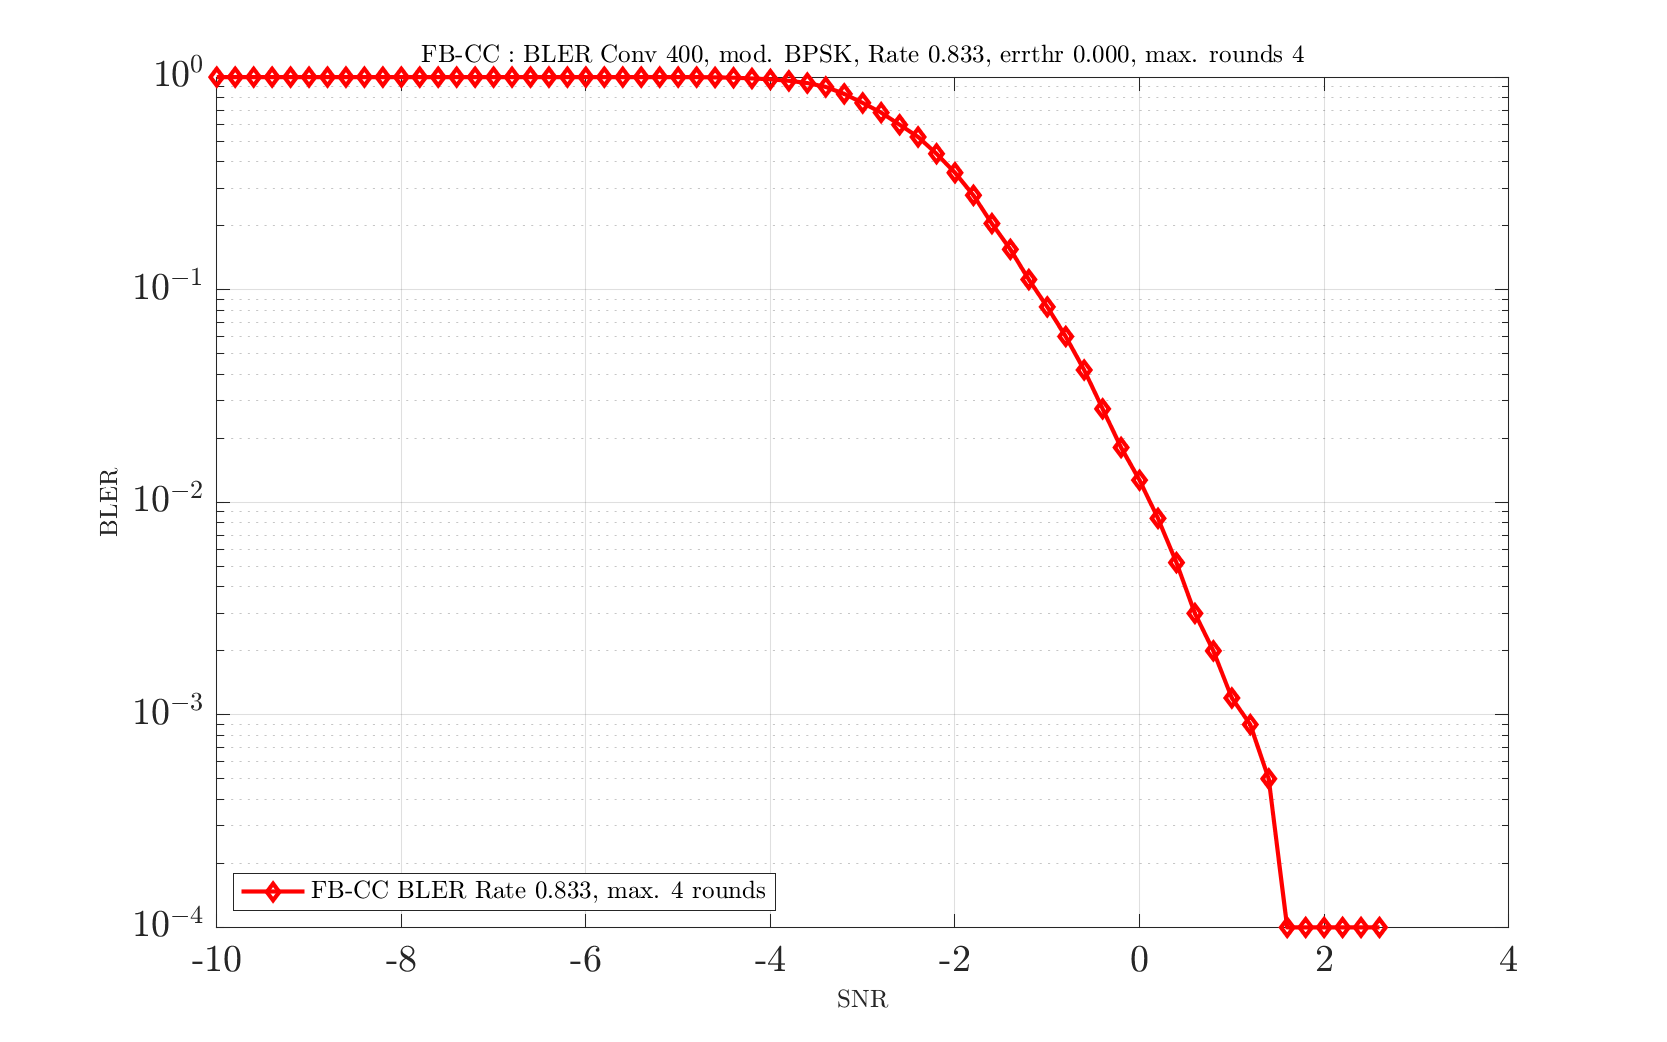 FB-CC : BLER Conv 400, mod. BPSK, Rate 0.833, errthr 0.000, max. rounds 4
10^0
10^−1
10^−2
10^−3
10^−4
BLER
FB-CC BLER Rate 0.833, max. 4 rounds
-10 -8 -6 -4 -2 0 2 4
SNR